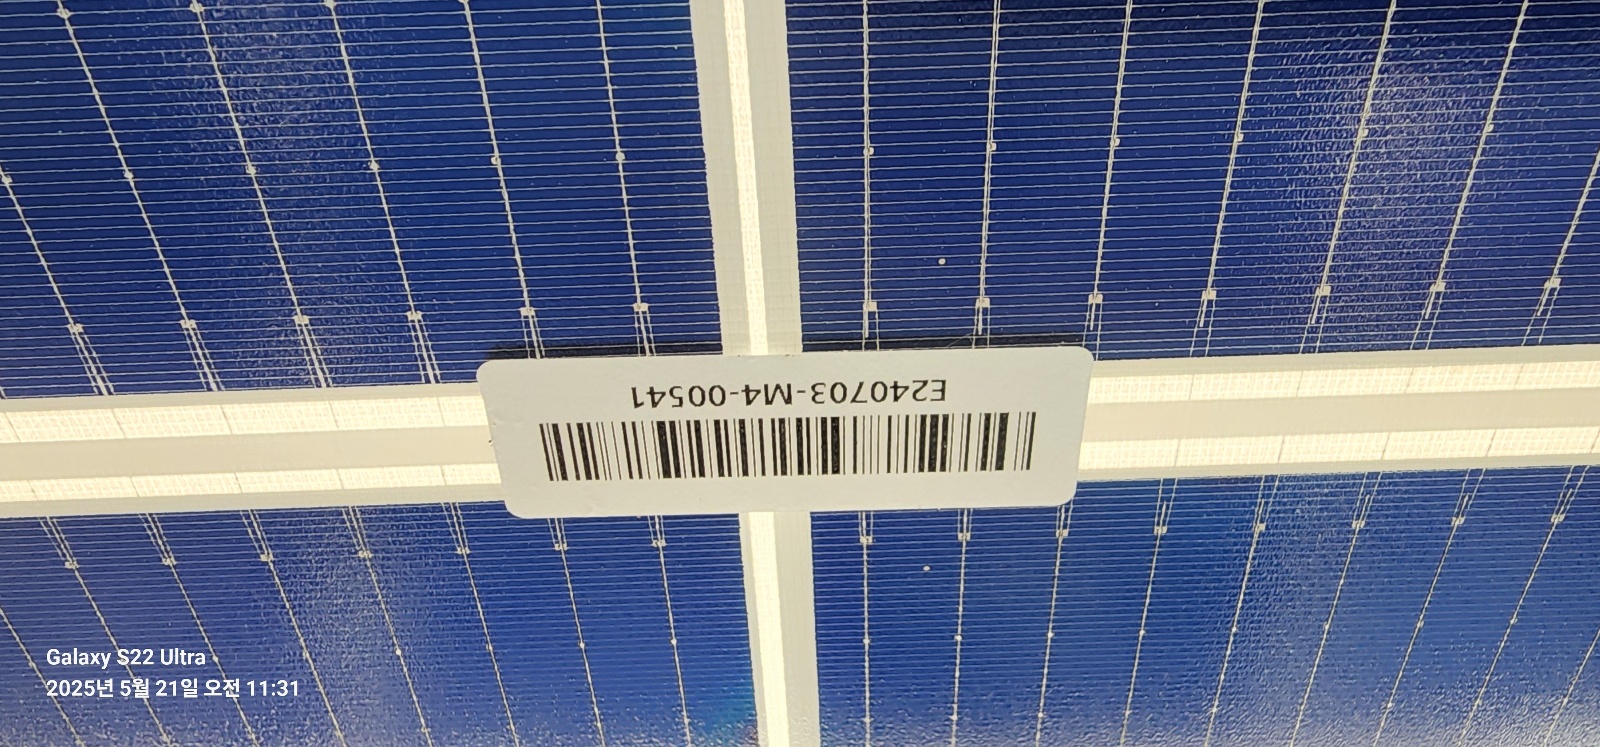 E240703-M4-00541
Galaxy S22 Ultra
2025년 5월 21일 오전 11:31